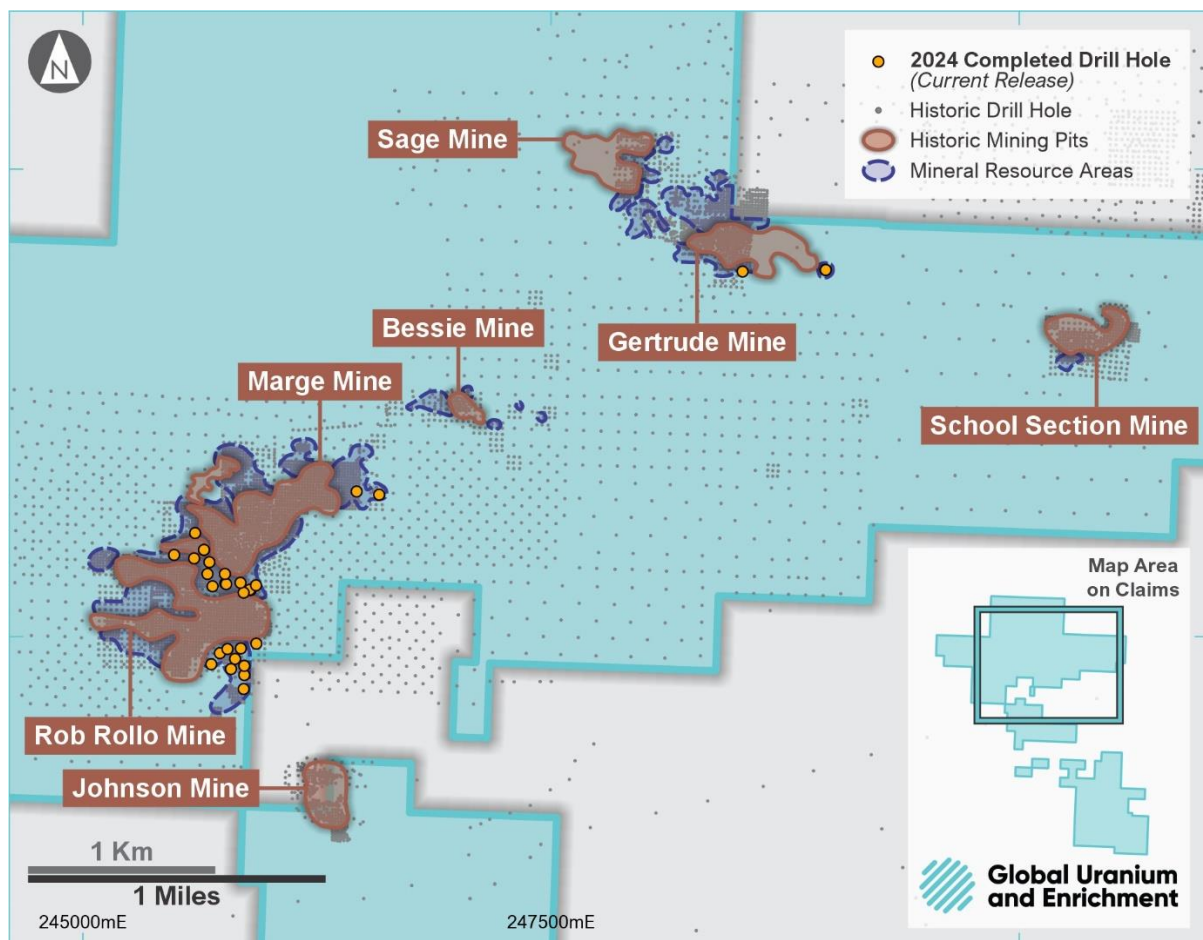 N
2024 Completed Drill Hole
(Current Release)
Historic Drill Hole
Historic Mining Pits
Mineral Resource Areas
Sage Mine
Bessie Mine
Gertrude Mine
Marge Mine
School Section Mine
Rob Rollo Mine
Johnson Mine
Map Area
on Claims
1 Km
1 Miles
245000mE
247500mE
Global Uranium
and Enrichment